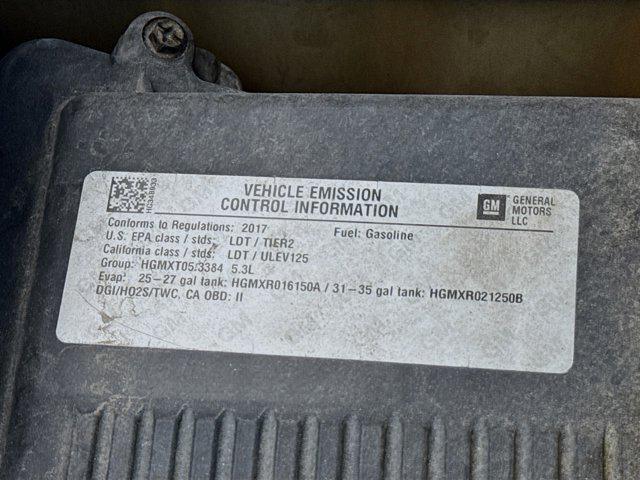 VEHICLE EMISSION
CONTROL INFORMATION
GM GENERAL
MOTORS
LLC
Conforms to Regulations: 2017 Fuel: Gasoline
U.S. EPA class / stds: LDT / TIER2
California class / stds: LDT / ULEV125
Group: HGMXT05.3384 5.3L
Evap: 25-27 gal tank: HGMXR016150A / 31-35 gal tank: HGMXR021250B
DGI/HO2S/TWC, CA OBD: II